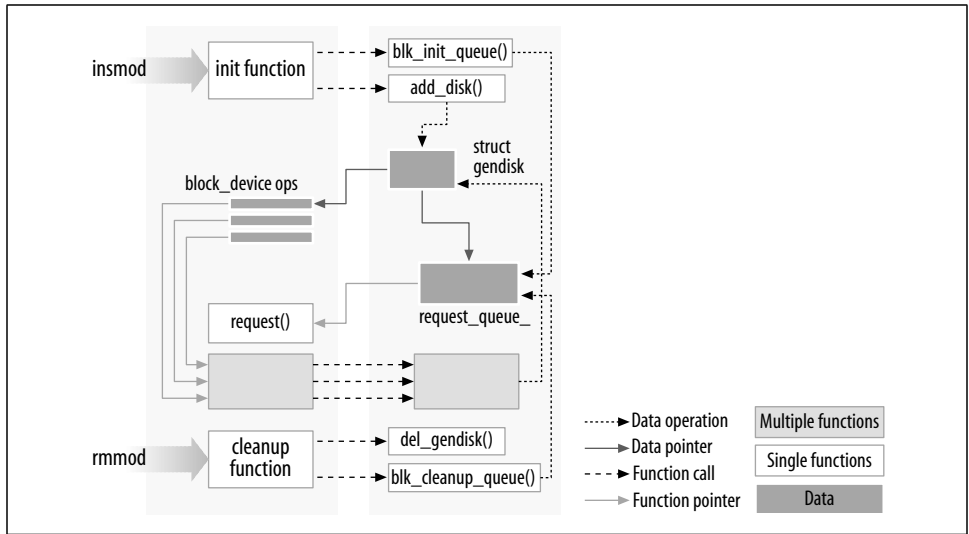 insmod
init function
blk_init_queue()
add_disk()
struct
gendisk
block_device ops
request_queue_
request()
rmmod
cleanup
function
del_gendisk()
blk_cleanup_queue()
Data operation
Data pointer
Function call
Function pointer
Multiple functions
Single functions
Data